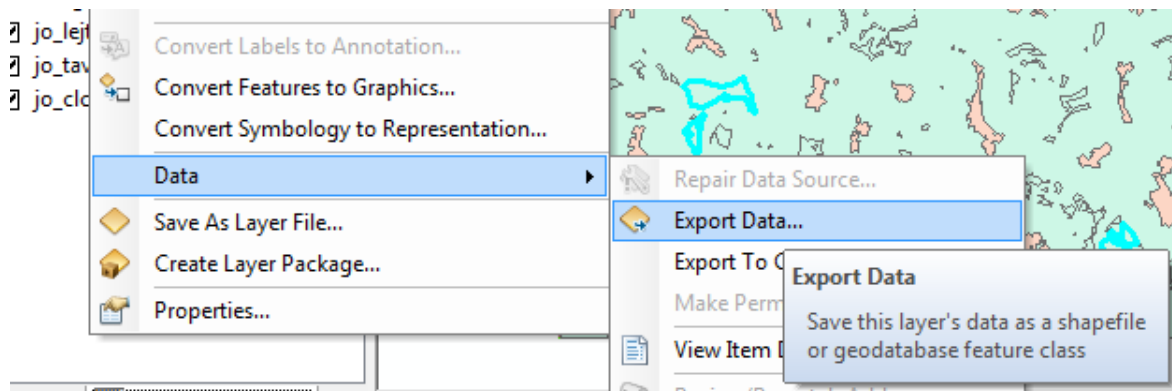 jo_lejt
jo_tav
jo_clo
Convert Labels to Annotation...
Convert Features to Graphics...
Convert Symbology to Representation...
Data
Save As Layer File...
Create Layer Package...
Properties...
Repair Data Source...
Export Data...
Export To
Make Perm
View Item
Export Data
Save this layer's data as a shapefile
or geodatabase feature class